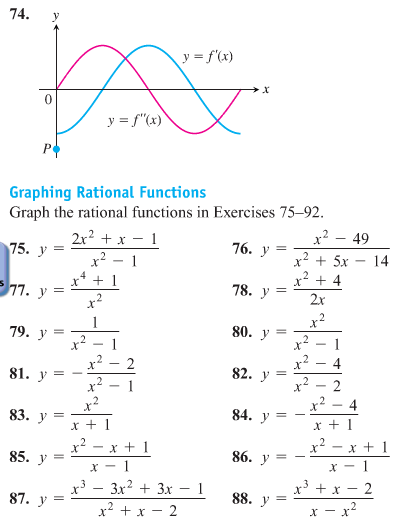 74.
y
y = f′(x)
x
0
y = f″(x)
P
Graphing Rational Functions
Graph the rational functions in Exercises 75–92.
75. y = (2x² + x − 1)/(x² − 1) 76. y = (x² − 49)/(x² + 5x − 14)
77. y = (x⁴ + 1)/x² 78. y = (x² + 4)/(2x)
79. y = 1/(x² − 1) 80. y = x²/(x² − 1)
81. y = −(x² − 2)/(x² − 1) 82. y = (x² − 4)/(x² − 2)
83. y = x²/(x + 1) 84. y = −(x² − 4)/(x + 1)
85. y = (x² − x + 1)/(x − 1) 86. y = −(x² − x + 1)/(x − 1)
87. y = (x³ − 3x² + 3x − 1)/(x² + x − 2) 88. y = (x³ + x − 2)/(x − x²)